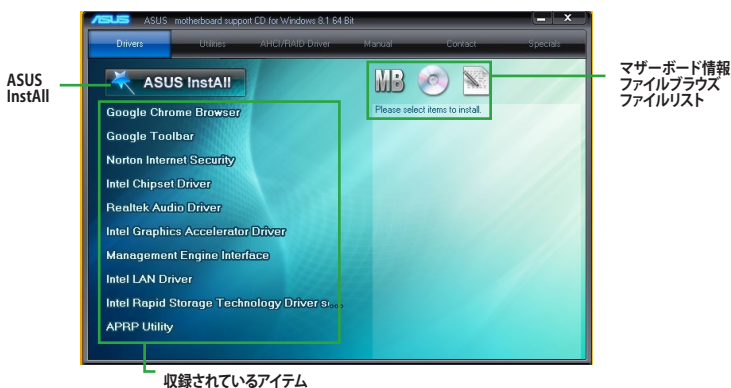 ASUS ASUS motherboard support CD for Windows 8.1 64 Bit
Drivers Utilities AHCI/RAID Driver Manual Contact Specials
ASUS InstAll
ASUS InstAll
MB
Please select items to install.
マザーボード情報
ファイルブラウズ
ファイルリスト
Google Chrome Browser
Google Toolbar
Norton Internet Security
Intel Chipset Driver
Realtek Audio Driver
Intel Graphics Accelerator Driver
Management Engine Interface
Intel LAN Driver
Intel Rapid Storage Technology Driver s...
APRP Utility
収録されているアイテム